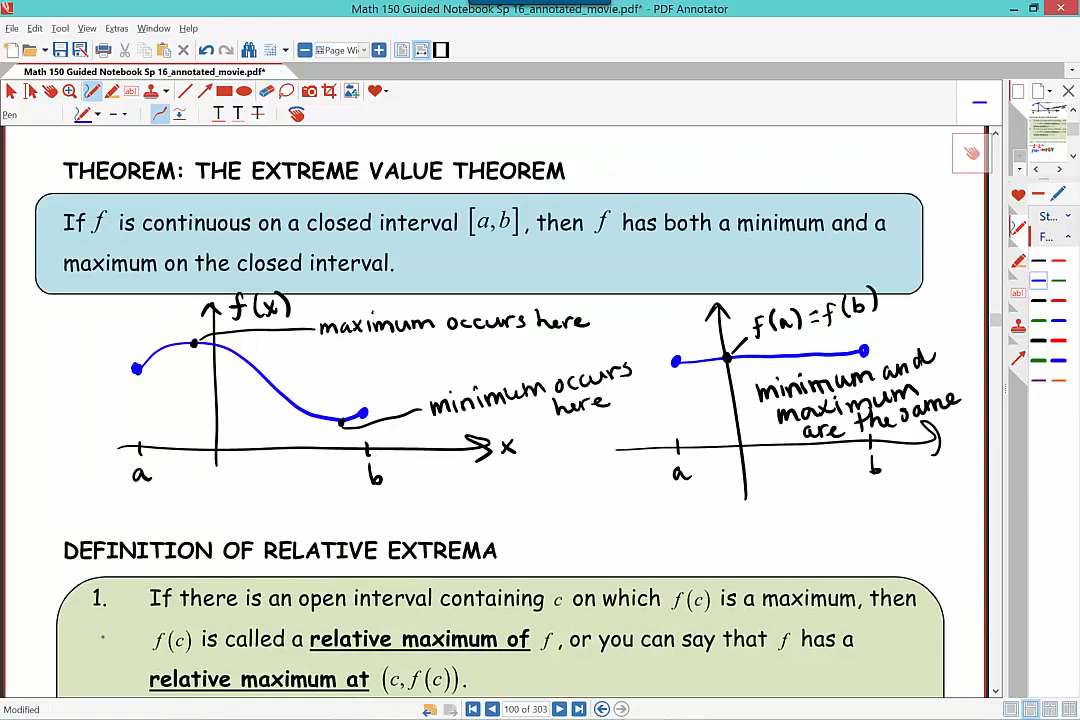 Math 150 Guided Notebook Sp 16_annotated_movie.pdf* - PDF Annotator
File Edit Tool View Extras Window Help
Page Wi
Math 150 Guided Notebook Sp 16_annotated_movie.pdf*
Pen
THEOREM: THE EXTREME VALUE THEOREM
If f is continuous on a closed interval [a,b], then f has both a minimum and a
maximum on the closed interval.
f(x)
maximum occurs here
minimum occurs
here
x
a
b
f(a)=f(b)
minimum and
maximum
are the same
a
b
DEFINITION OF RELATIVE EXTREMA
1. If there is an open interval containing c on which f(c) is a maximum, then
f(c) is called a relative maximum of f, or you can say that f has a
relative maximum at (c, f(c)).
St...
F...
Modified
100 of 303